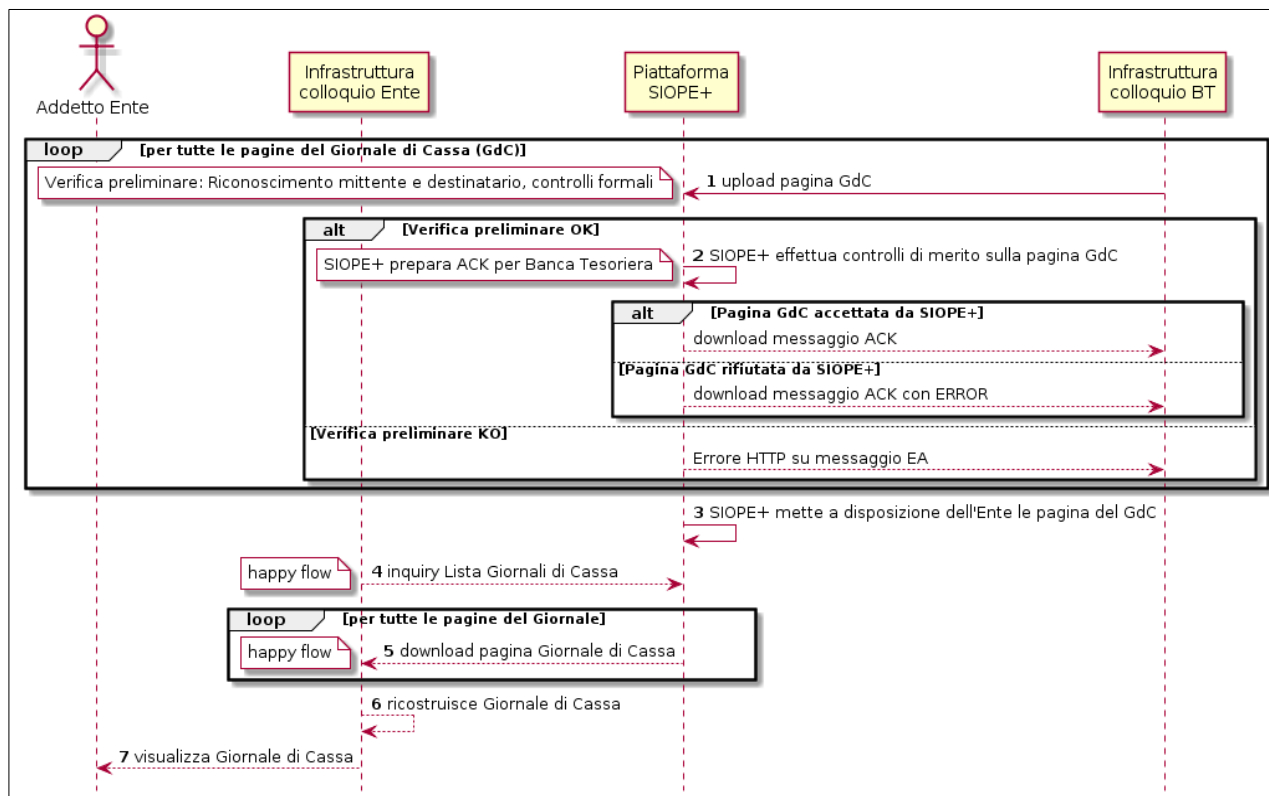 Addetto Ente
Infrastruttura
colloquio Ente
Piattaforma
SIOPE+
Infrastruttura
colloquio BT
loop [per tutte le pagine del Giornale di Cassa (GdC)]
Verifica preliminare: Riconoscimento mittente e destinatario, controlli formali
1 upload pagina GdC
alt [Verifica preliminare OK]
SIOPE+ prepara ACK per Banca Tesoriera
2 SIOPE+ effettua controlli di merito sulla pagina GdC
alt [Pagina GdC accettata da SIOPE+]
download messaggio ACK
[Pagina GdC rifiutata da SIOPE+]
download messaggio ACK con ERROR
[Verifica preliminare KO]
Errore HTTP su messaggio EA
3 SIOPE+ mette a disposizione dell'Ente le pagina del GdC
happy flow
4 inquiry Lista Giornali di Cassa
loop [per tutte le pagine del Giornale]
happy flow
5 download pagina Giornale di Cassa
6 ricostruisce Giornale di Cassa
7 visualizza Giornale di Cassa